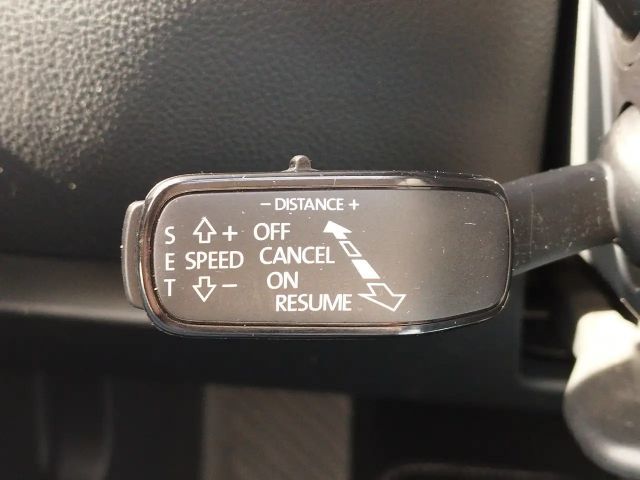 - DISTANCE +
S + OFF
E SPEED CANCEL
T - ON
RESUME